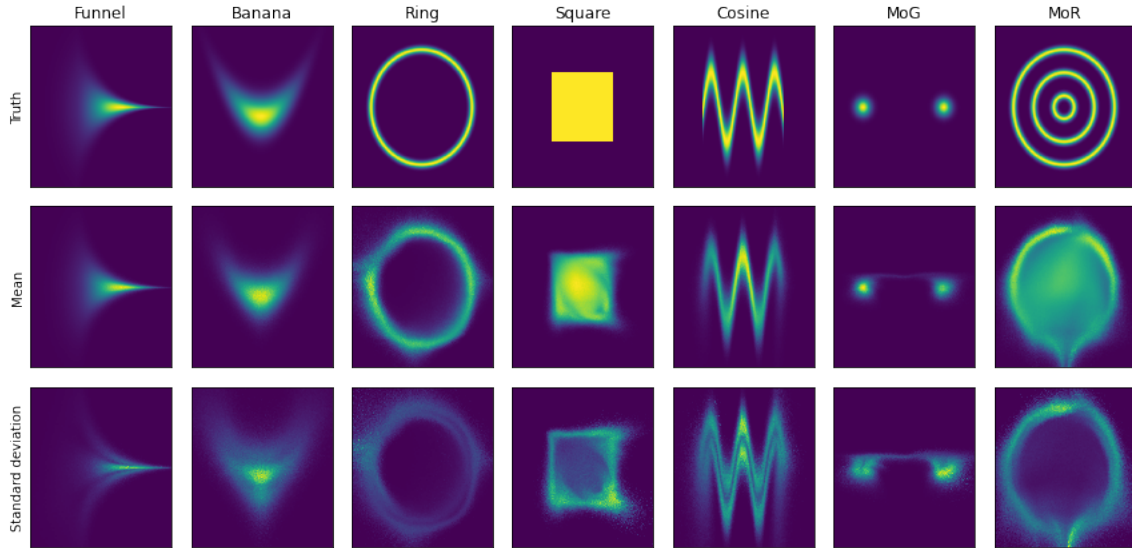 Funnel Banana Ring Square Cosine MoG MoR
Truth
Mean
Standard deviation